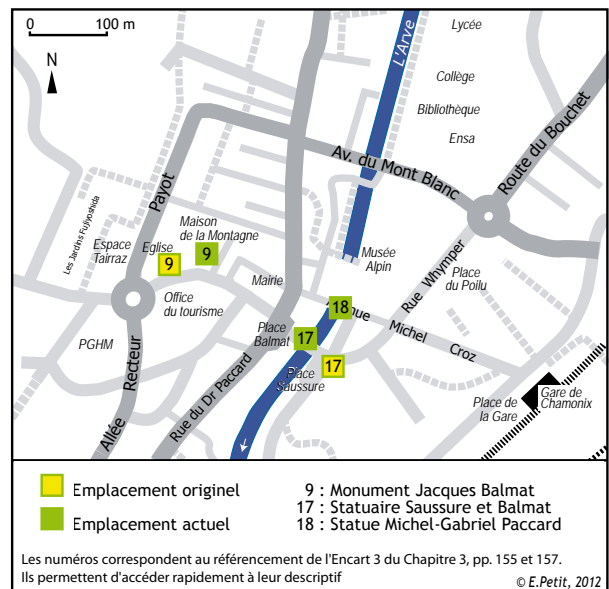 0 100 m
N
L'Arve
Lycée
Collège
Bibliothèque
Ensa
Av. du Mont Blanc
Route du Bouchet
Payot
Les Jardins Fujiyoshida
Maison
de la Montagne
Espace
Tairraz
Eglise
9
9
Musée
Alpin
Rue Whymper
Place
du Poilu
Mairie
Office
du tourisme
18
Avenue Michel Croz
Place
Balmat
17
17
Place
Saussure
PGHM
Allée Recteur
Rue du Dr Paccard
Place de
la Gare
Gare de
Chamonix
Emplacement originel
Emplacement actuel
9 : Monument Jacques Balmat
17 : Statuaire Saussure et Balmat
18 : Statue Michel-Gabriel Paccard
Les numéros correspondent au référencement de l'Encart 3 du Chapitre 3, pp. 155 et 157.
Ils permettent d'accéder rapidement à leur descriptif
© E.Petit, 2012